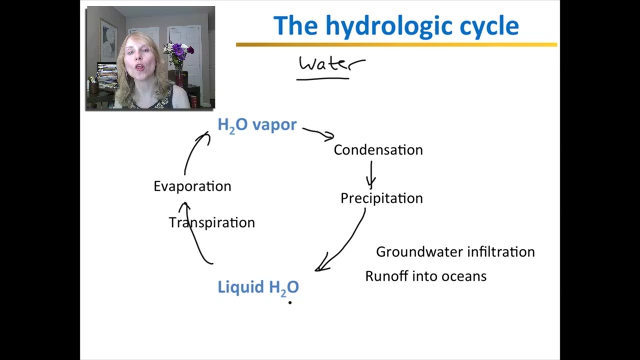 The hydrologic cycle
Water
H₂O vapor
Condensation
Evaporation
Precipitation
Transpiration
Groundwater infiltration
Runoff into oceans
Liquid H₂O